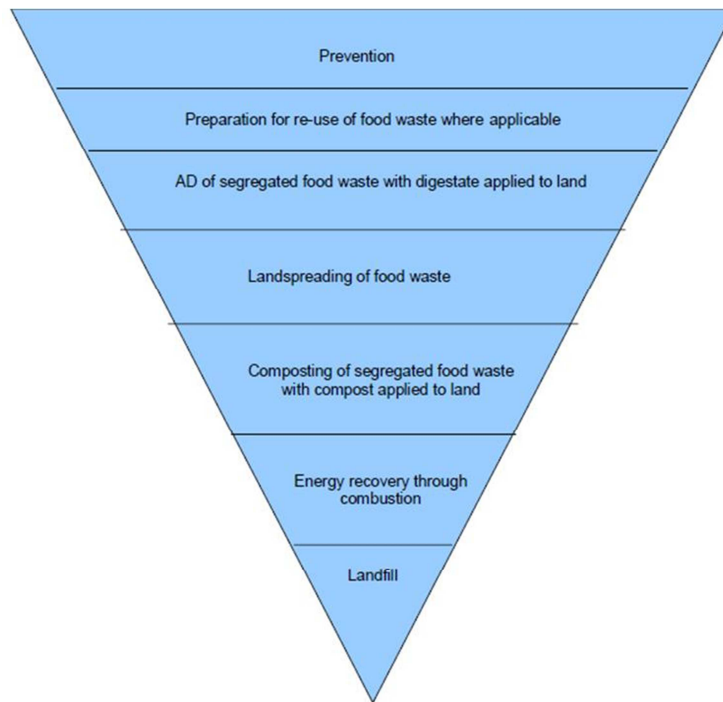 Prevention
Preparation for re-use of food waste where applicable
AD of segregated food waste with digestate applied to land
Landspreading of food waste
Composting of segregated food waste
with compost applied to land
Energy recovery through
combustion
Landfill